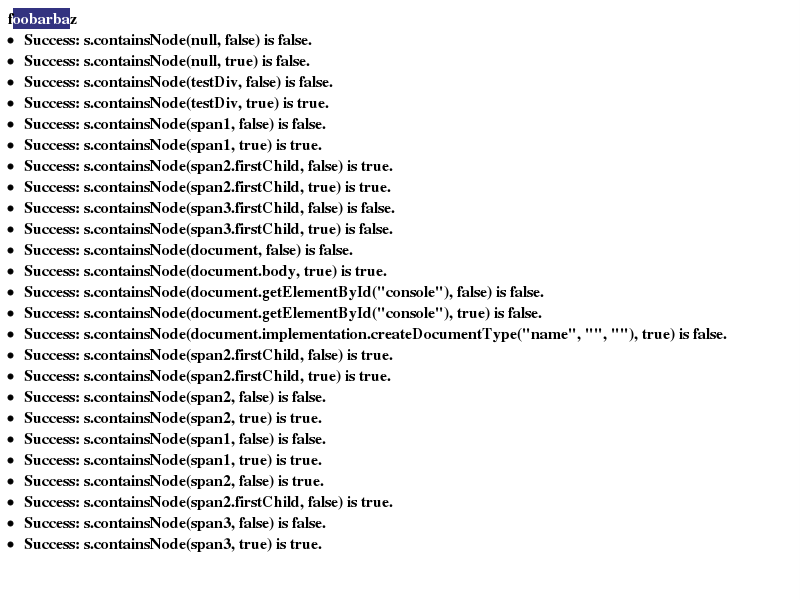 foobarbaz
• Success: s.containsNode(null, false) is false.
• Success: s.containsNode(null, true) is false.
• Success: s.containsNode(testDiv, false) is false.
• Success: s.containsNode(testDiv, true) is true.
• Success: s.containsNode(span1, false) is false.
• Success: s.containsNode(span1, true) is true.
• Success: s.containsNode(span2.firstChild, false) is true.
• Success: s.containsNode(span2.firstChild, true) is true.
• Success: s.containsNode(span3.firstChild, false) is false.
• Success: s.containsNode(span3.firstChild, true) is false.
• Success: s.containsNode(document, false) is false.
• Success: s.containsNode(document.body, true) is true.
• Success: s.containsNode(document.getElementById("console"), false) is false.
• Success: s.containsNode(document.getElementById("console"), true) is false.
• Success: s.containsNode(document.implementation.createDocumentType("name", "", ""), true) is false.
• Success: s.containsNode(span2.firstChild, false) is true.
• Success: s.containsNode(span2.firstChild, true) is true.
• Success: s.containsNode(span2, false) is false.
• Success: s.containsNode(span2, true) is true.
• Success: s.containsNode(span1, false) is false.
• Success: s.containsNode(span1, true) is true.
• Success: s.containsNode(span2, false) is true.
• Success: s.containsNode(span2.firstChild, false) is true.
• Success: s.containsNode(span3, false) is false.
• Success: s.containsNode(span3, true) is true.